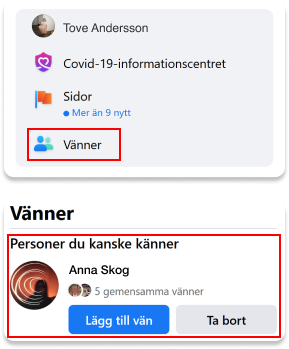 Tove Andersson
Covid-19-informationscentret
Sidor
Mer än 9 nytt
Vänner
Vänner
Personer du kanske känner
Anna Skog
5 gemensamma vänner
Lägg till vän
Ta bort